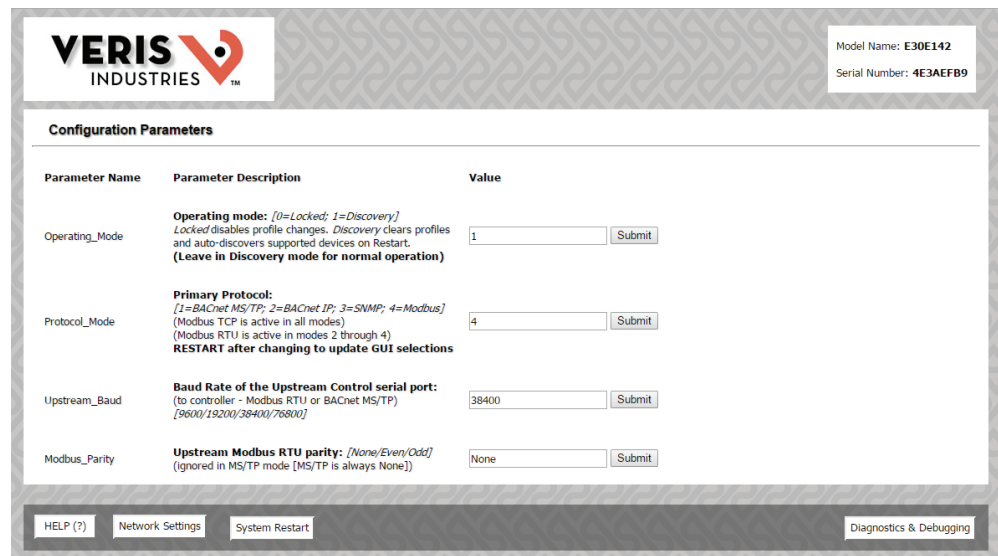 VERIS
INDUSTRIES
TM
Model Name: E30E142
Serial Number: 4E3AEFB9
Configuration Parameters
Parameter Name Parameter Description Value
Operating_Mode
Operating mode: [0=Locked; 1=Discovery]
Locked disables profile changes. Discovery clears profiles
and auto-discovers supported devices on Restart.
(Leave in Discovery mode for normal operation)
1 Submit
Protocol_Mode
Primary Protocol:
[1=BACnet MS/TP; 2=BACnet IP; 3=SNMP; 4=Modbus]
(Modbus TCP is active in all modes)
(Modbus RTU is active in modes 2 through 4)
RESTART after changing to update GUI selections
4 Submit
Upstream_Baud
Baud Rate of the Upstream Control serial port:
(to controller - Modbus RTU or BACnet MS/TP)
[9600/19200/38400/76800]
38400 Submit
Modbus_Parity
Upstream Modbus RTU parity: [None/Even/Odd]
(ignored in MS/TP mode [MS/TP is always None])
None Submit
HELP (?) Network Settings System Restart Diagnostics & Debugging